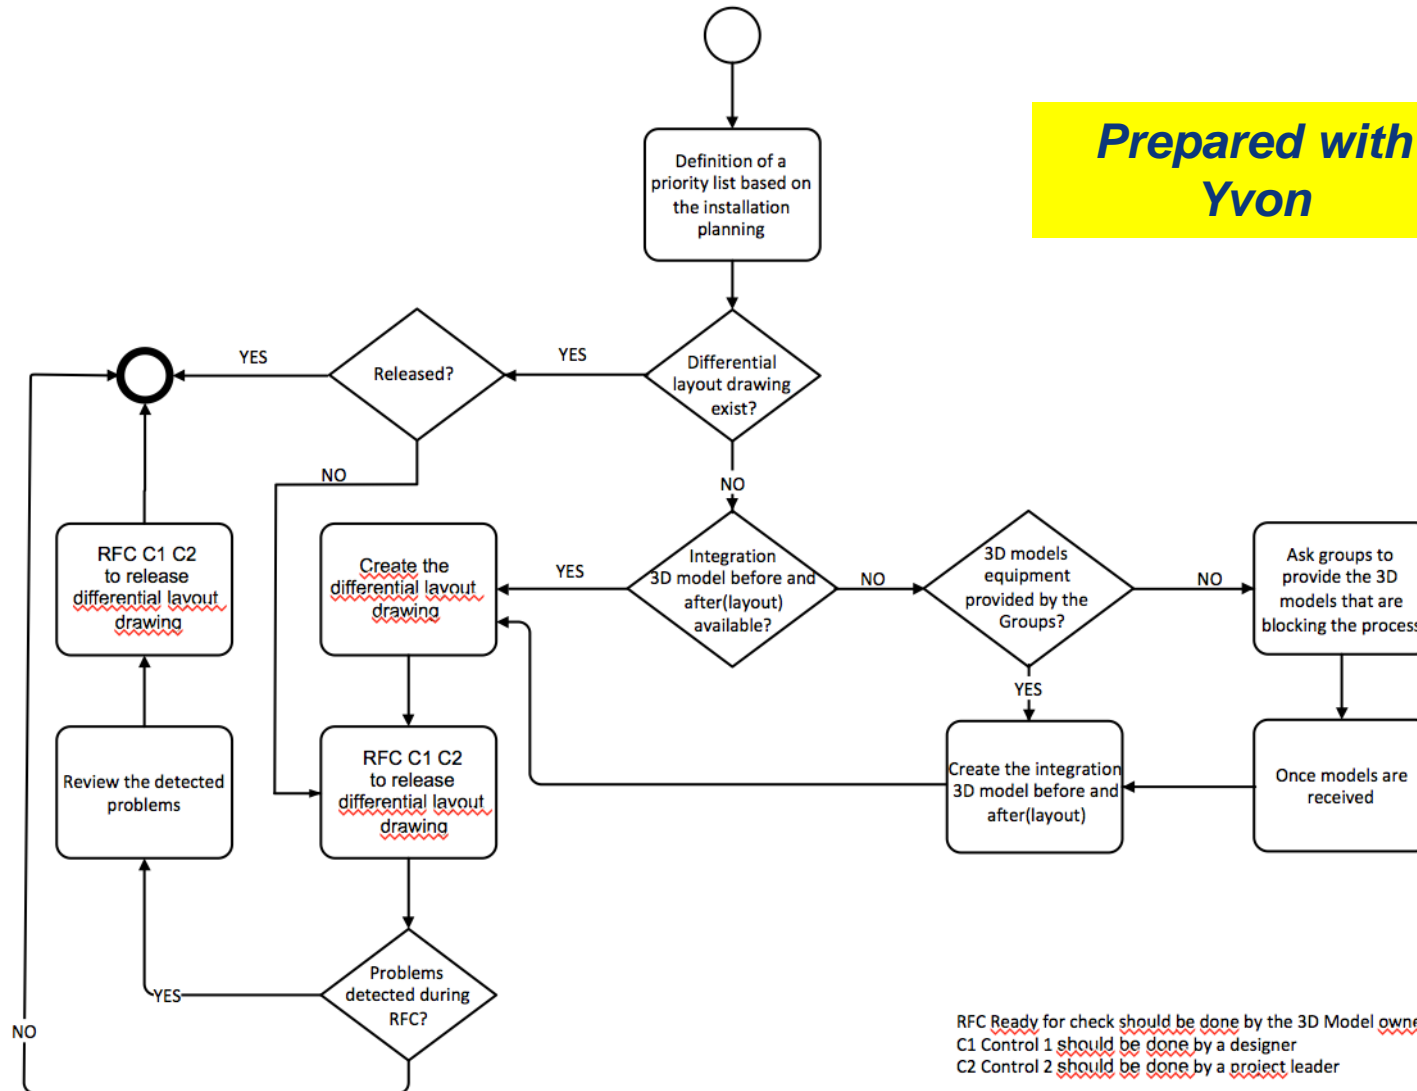 Prepared with
Yvon
Definition of a
priority list based on
the installation
planning
YES
Released?
YES
Differential
layout drawing
exist?
NO
NO
RFC C1 C2
to release
differential layout
drawing
Create the
differential layout
drawing
YES
Integration
3D model before and
after(layout)
available?
NO
3D models
equipment
provided by the
Groups?
NO
Ask groups to
provide the 3D
models that are
blocking the process
YES
Review the detected
problems
RFC C1 C2
to release
differential layout
drawing
Create the integration
3D model before and
after(layout)
Once models are
received
YES
Problems
detected during
RFC?
NO
RFC Ready for check should be done by the 3D Model owne
C1 Control 1 should be done by a designer
C2 Control 2 should be done by a project leader